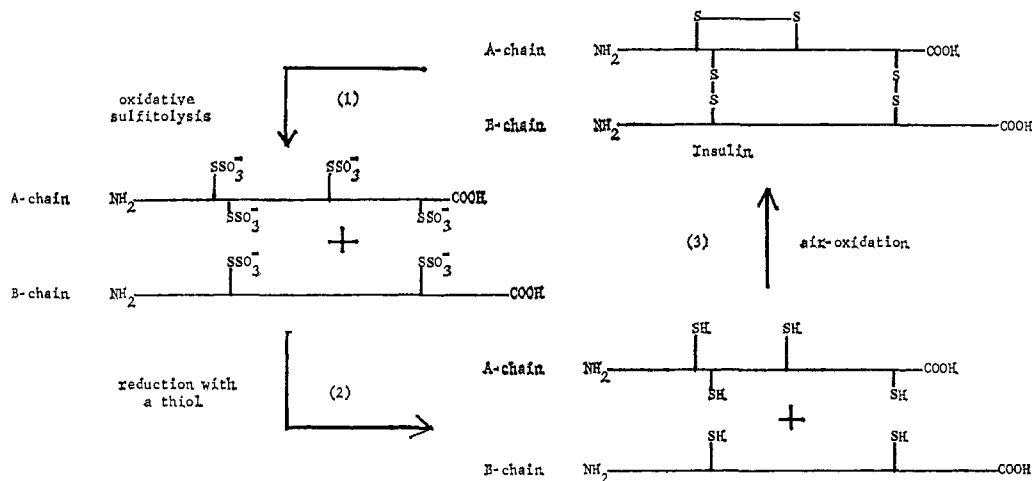 S S
A-chain NH2 COOH
S S
S S
B-chain NH2 COOH
Insulin
oxidative
sulfitolysis
(1)
SSO3- SSO3-
A-chain NH2 COOH
SSO3- SSO3-
+
SSO3- SSO3-
B-chain NH2 COOH
reduction with
a thiol
(2)
(3)
air-oxidation
SH SH
A-chain NH2 COOH
SH SH
+
SH SH
B-chain NH2 COOH